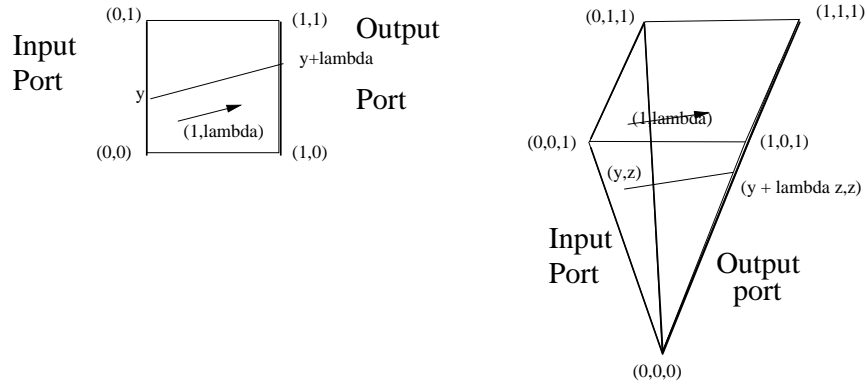 (0,1)
(1,1)
Input
Port
Output
Port
y
y+lambda
(1,lambda)
(0,0)
(1,0)
(0,1,1)
(1,1,1)
(1,lambda)
(0,0,1)
(1,0,1)
(y,z)
(y + lambda z,z)
Input
Port
Output
port
(0,0,0)